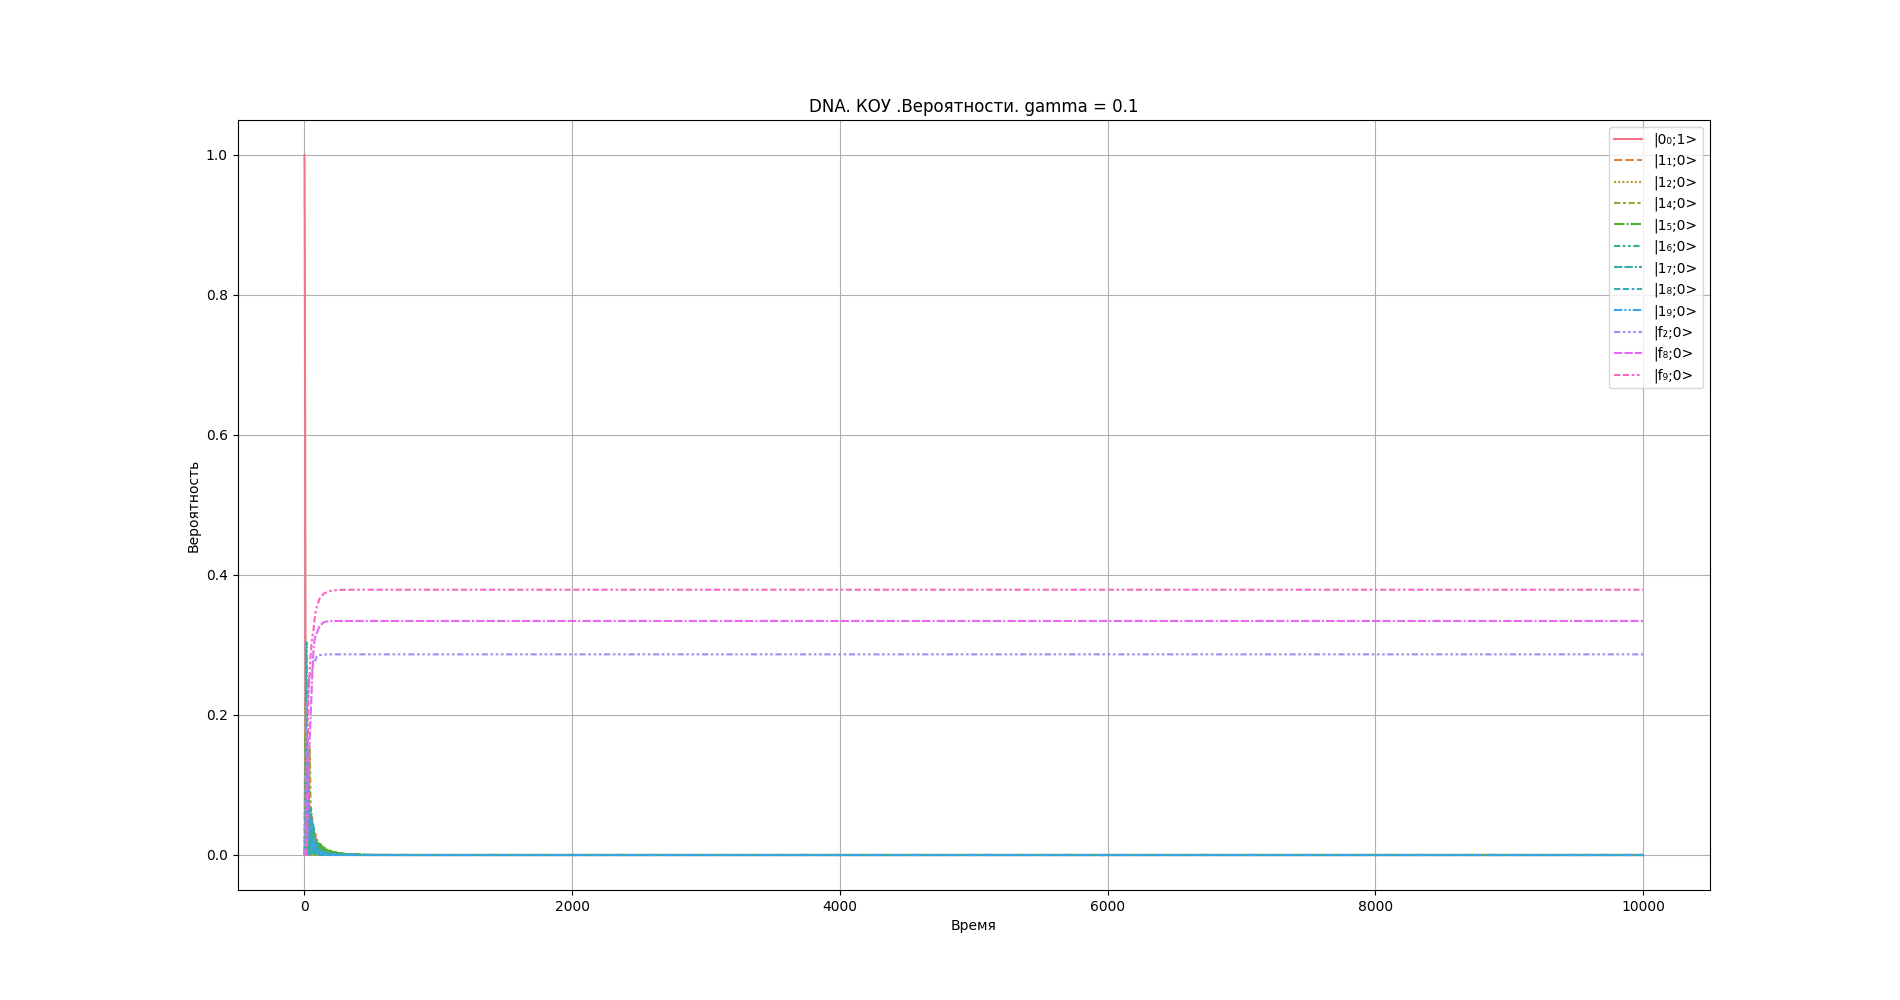 DNA. КОУ .Вероятности. gamma = 0.1
|0₀;1>
|1₁;0>
|1₂;0>
|1₄;0>
|1₅;0>
|1₆;0>
|1₇;0>
|1₈;0>
|1₉;0>
|f₂;0>
|f₈;0>
|f₉;0>
1.0
0.8
0.6
0.4
0.2
0.0
Вероятность
0 2000 4000 6000 8000 10000
Время